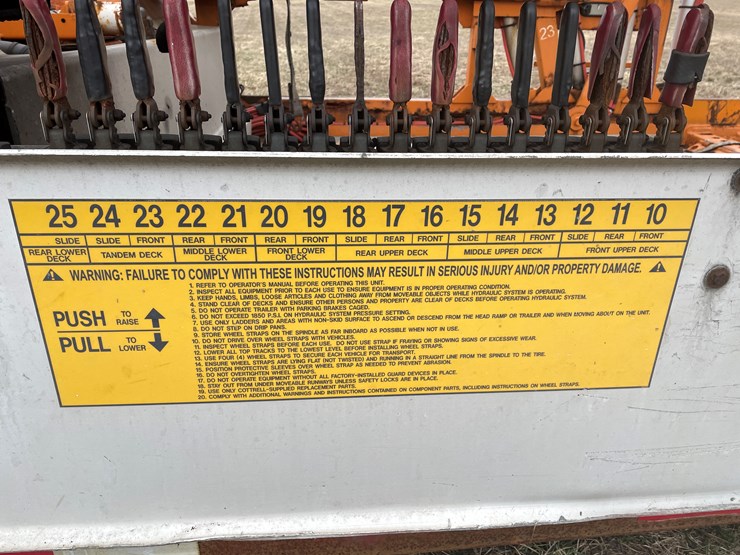 23
25 24 23 22 21 20 19 18 17 16 15 14 13 12 11 10
SLIDE SLIDE FRONT REAR FRONT REAR FRONT SLIDE REAR FRONT SLIDE REAR FRONT SLIDE REAR FRONT
REAR LOWER DECK TANDEM DECK MIDDLE LOWER DECK FRONT LOWER DECK REAR UPPER DECK MIDDLE UPPER DECK FRONT UPPER DECK
WARNING: FAILURE TO COMPLY WITH THESE INSTRUCTIONS MAY RESULT IN SERIOUS INJURY AND/OR PROPERTY DAMAGE.
PUSH TO RAISE
PULL TO LOWER
1. REFER TO OPERATOR'S MANUAL BEFORE OPERATING THIS UNIT.
2. INSPECT ALL EQUIPMENT PRIOR TO EACH USE TO ENSURE EQUIPMENT IS IN PROPER OPERATING CONDITION.
3. KEEP HANDS, LIMBS, LOOSE ARTICLES AND CLOTHING AWAY FROM MOVEABLE OBJECTS WHILE HYDRAULIC SYSTEM IS OPERATING.
4. STAND CLEAR OF DECKS AND ENSURE OTHER PERSONS AND PROPERTY ARE CLEAR OF DECKS BEFORE OPERATING HYDRAULIC SYSTEM.
5. DO NOT OPERATE TRAILER WITH PARKING BRAKES CAGED.
6. DO NOT EXCEED 1850 P.S.I. ON HYDRAULIC SYSTEM PRESSURE SETTING.
7. USE ONLY LADDERS AND AREAS WITH NON-SKID SURFACE TO ASCEND OR DESCEND FROM THE HEAD RAMP OR TRAILER AND WHEN MOVING ABOUT ON THE UNIT.
8. DO NOT STEP ON DRIP PANS.
9. STORE WHEEL STRAPS ON THE SPINDLE AS FAR INBOARD AS POSSIBLE WHEN NOT IN USE.
10. DO NOT DRIVE OVER WHEEL STRAPS WITH VEHICLES.
11. INSPECT WHEEL STRAPS BEFORE EACH USE. DO NOT USE STRAP IF FRAYING OR SHOWING SIGNS OF EXCESSIVE WEAR.
12. LOWER ALL TOP TRACKS TO THE LOWEST LEVEL BEFORE INSTALLING WHEEL STRAPS.
13. USE FOUR (4) WHEEL STRAPS TO SECURE EACH VEHICLE FOR TRANSPORT.
14. ENSURE WHEEL STRAPS ARE LYING FLAT (NOT TWISTED) AND RUNNING IN A STRAIGHT LINE FROM THE SPINDLE TO THE TIRE.
15. POSITION PROTECTIVE SLEEVES OVER WHEEL STRAP AS NEEDED TO PREVENT ABRASION.
16. DO NOT OVERTIGHTEN WHEEL STRAPS.
17. DO NOT OPERATE EQUIPMENT WITHOUT ALL FACTORY-INSTALLED GUARD DEVICES IN PLACE.
18. STAY OUT FROM UNDER MOVEABLE RUNWAYS UNLESS SAFETY LOCKS ARE IN PLACE.
19. USE ONLY COTTRELL-SUPPLIED REPLACEMENT PARTS.
20. COMPLY WITH ADDITIONAL WARNINGS AND INSTRUCTIONS CONTAINED ON COMPONENT PARTS, INCLUDING INSTRUCTIONS ON WHEEL STRAPS.